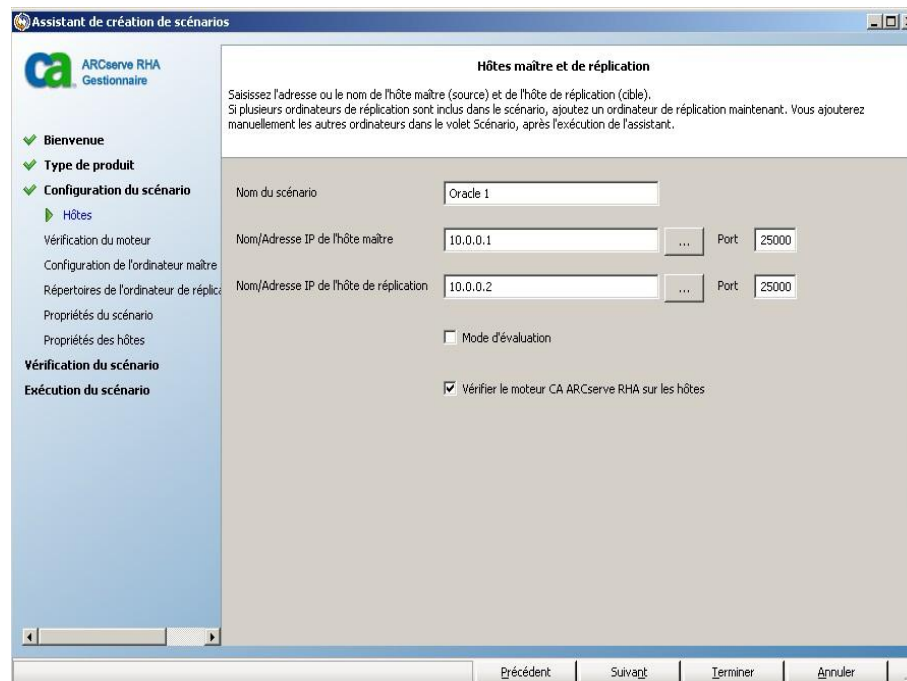 Assistant de création de scénarios
ca
ARCserve RHA
Gestionnaire
Bienvenue
Type de produit
Configuration du scénario
Hôtes
Vérification du moteur
Configuration de l'ordinateur maître
Répertoires de l'ordinateur de réplica
Propriétés du scénario
Propriétés des hôtes
Vérification du scénario
Exécution du scénario
Hôtes maître et de réplication
Saisissez l'adresse ou le nom de l'hôte maître (source) et de l'hôte de réplication (cible).
Si plusieurs ordinateurs de réplication sont inclus dans le scénario, ajoutez un ordinateur de réplication maintenant. Vous ajouterez
manuellement les autres ordinateurs dans le volet Scénario, après l'exécution de l'assistant.
Nom du scénario Oracle 1
Nom/Adresse IP de l'hôte maître 10.0.0.1 ... Port 25000
Nom/Adresse IP de l'hôte de réplication 10.0.0.2 ... Port 25000
Mode d'évaluation
Vérifier le moteur CA ARCserve RHA sur les hôtes
Précédent Suivant Terminer Annuler